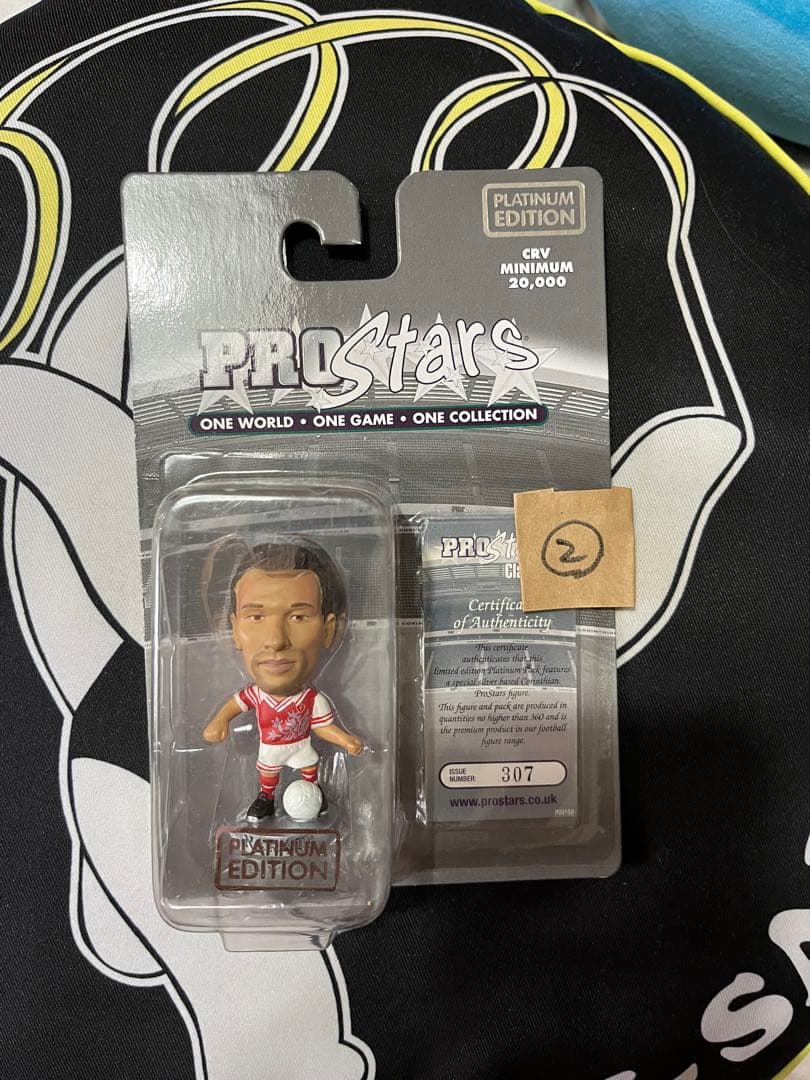 PLATINUM
EDITION
CRV
MINIMUM
20,000
PROStars
ONE WORLD • ONE GAME • ONE COLLECTION
2
of Authenticity
This certificate
authenticates that this
limited edition Platinum Pack features
a special silver based Corinthian
ProStars figure.
This figure and pack are produced in
quantities no higher than 360 and is
the premium product in our football
figure range.
ISSUE
NUMBER: 307
www.prostars.co.uk
PLATINUM
EDITION